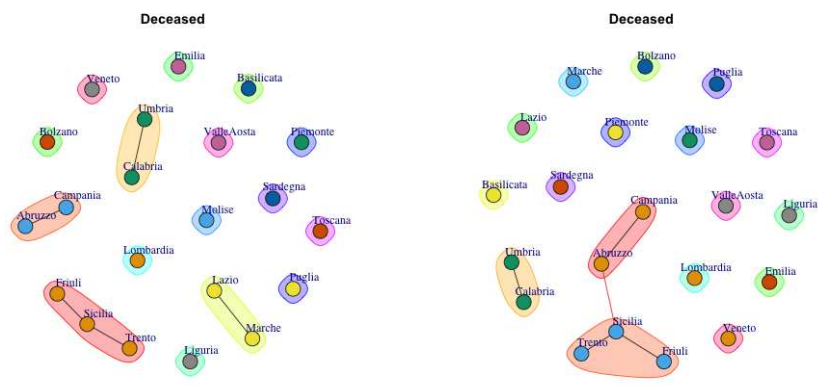 Deceased
Emilia
Veneto
Basilicata
Umbria
Bolzano
ValleAosta
Piemonte
Calabria
Sardegna
Campania
Abruzzo
Molise
Toscana
Lombardia
Friuli
Lazio
Puglia
Sicilia
Trento
Marche
Liguria
Deceased
Bolzano
Marche
Puglia
Lazio
Piemonte
Molise
Toscana
Sardegna
Basilicata
Campania
ValleAosta
Liguria
Umbria
Abruzzo
Calabria
Lombardia
Emilia
Sicilia
Veneto
Trento
Friuli